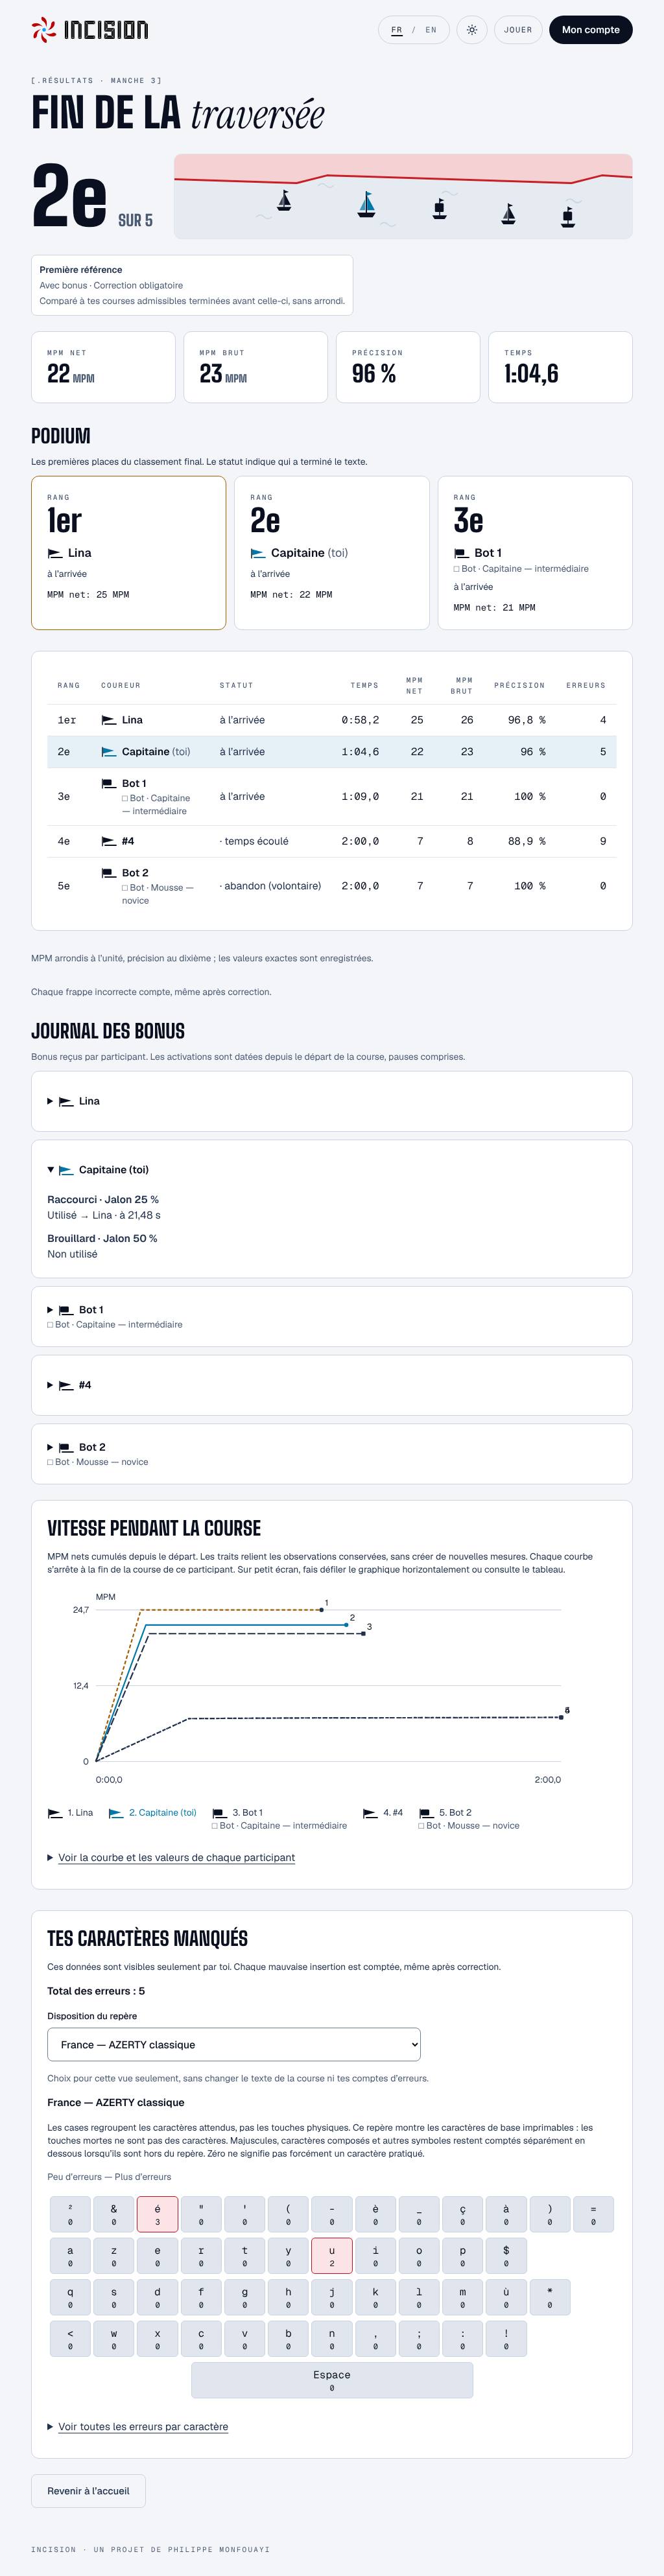 INCISION
FR / EN
JOUER
Mon compte
[.RÉSULTATS · MANCHE 3]
FIN DE LA traversée
2e SUR 5
Première référence
Avec bonus · Correction obligatoire
Comparé à tes courses admissibles terminées avant celle-ci, sans arrondi.
MPM NET
22 MPM
MPM BRUT
23 MPM
PRÉCISION
96 %
TEMPS
1:04,6
PODIUM
Les premières places du classement final. Le statut indique qui a terminé le texte.
RANG
1er
Lina
à l'arrivée
MPM net: 25 MPM
RANG
2e
Capitaine (toi)
à l'arrivée
MPM net: 22 MPM
RANG
3e
Bot 1
□ Bot · Capitaine — intermédiaire
à l'arrivée
MPM net: 21 MPM
RANG COUREUR STATUT TEMPS MPM NET MPM BRUT PRÉCISION ERREURS
1er Lina à l'arrivée 0:58,2 25 26 96,8 % 4
2e Capitaine (toi) à l'arrivée 1:04,6 22 23 96 % 5
3e Bot 1 □ Bot · Capitaine — intermédiaire à l'arrivée 1:09,0 21 21 100 % 0
4e #4 · temps écoulé 2:00,0 7 8 88,9 % 9
5e Bot 2 □ Bot · Mousse — novice · abandon (volontaire) 2:00,0 7 7 100 % 0
MPM arrondis à l'unité, précision au dixième ; les valeurs exactes sont enregistrées.
Chaque frappe incorrecte compte, même après correction.
JOURNAL DES BONUS
Bonus reçus par participant. Les activations sont datées depuis le départ de la course, pauses comprises.
▶ Lina
▼ Capitaine (toi)
Raccourci · Jalon 25 %
Utilisé → Lina · à 21,48 s
Brouillard · Jalon 50 %
Non utilisé
▶ Bot 1
□ Bot · Capitaine — intermédiaire
▶ #4
▶ Bot 2
□ Bot · Mousse — novice
VITESSE PENDANT LA COURSE
MPM nets cumulés depuis le départ. Les traits relient les observations conservées, sans créer de nouvelles mesures. Chaque courbe
s'arrête à la fin de la course de ce participant. Sur petit écran, fais défiler le graphique horizontalement ou consulte le tableau.
MPM
24,7
1
2
3
12,4
0
0:00,0
2:00,0
1. Lina
2. Capitaine (toi)
3. Bot 1
□ Bot · Capitaine — intermédiaire
4. #4
5. Bot 2
□ Bot · Mousse — novice
▶ Voir la courbe et les valeurs de chaque participant
TES CARACTÈRES MANQUÉS
Ces données sont visibles seulement par toi. Chaque mauvaise insertion est comptée, même après correction.
Total des erreurs : 5
Disposition du repère
France — AZERTY classique
Choix pour cette vue seulement, sans changer le texte de la course ni tes comptes d'erreurs.
France — AZERTY classique
Les cases regroupent les caractères attendus, pas les touches physiques. Ce repère montre les caractères de base imprimables : les
touches mortes ne sont pas des caractères. Majuscules, caractères composés et autres symboles restent comptés séparément en
dessous lorsqu'ils sont hors du repère. Zéro ne signifie pas forcément un caractère pratiqué.
Peu d'erreurs — Plus d'erreurs
² & é " ' ( - è _ ç à ) =
0 0 3 0 0 0 0 0 0 0 0 0 0
a z e r t y u i o p $
0 0 0 0 0 0 2 0 0 0 0
q s d f g h j k l m ù *
0 0 0 0 0 0 0 0 0 0 0 0
< w x c v b n , ; : !
0 0 0 0 0 0 0 0 0 0 0
Espace
0
▶ Voir toutes les erreurs par caractère
Revenir à l'accueil
INCISION · UN PROJET DE PHILIPPE MONFOUAYI